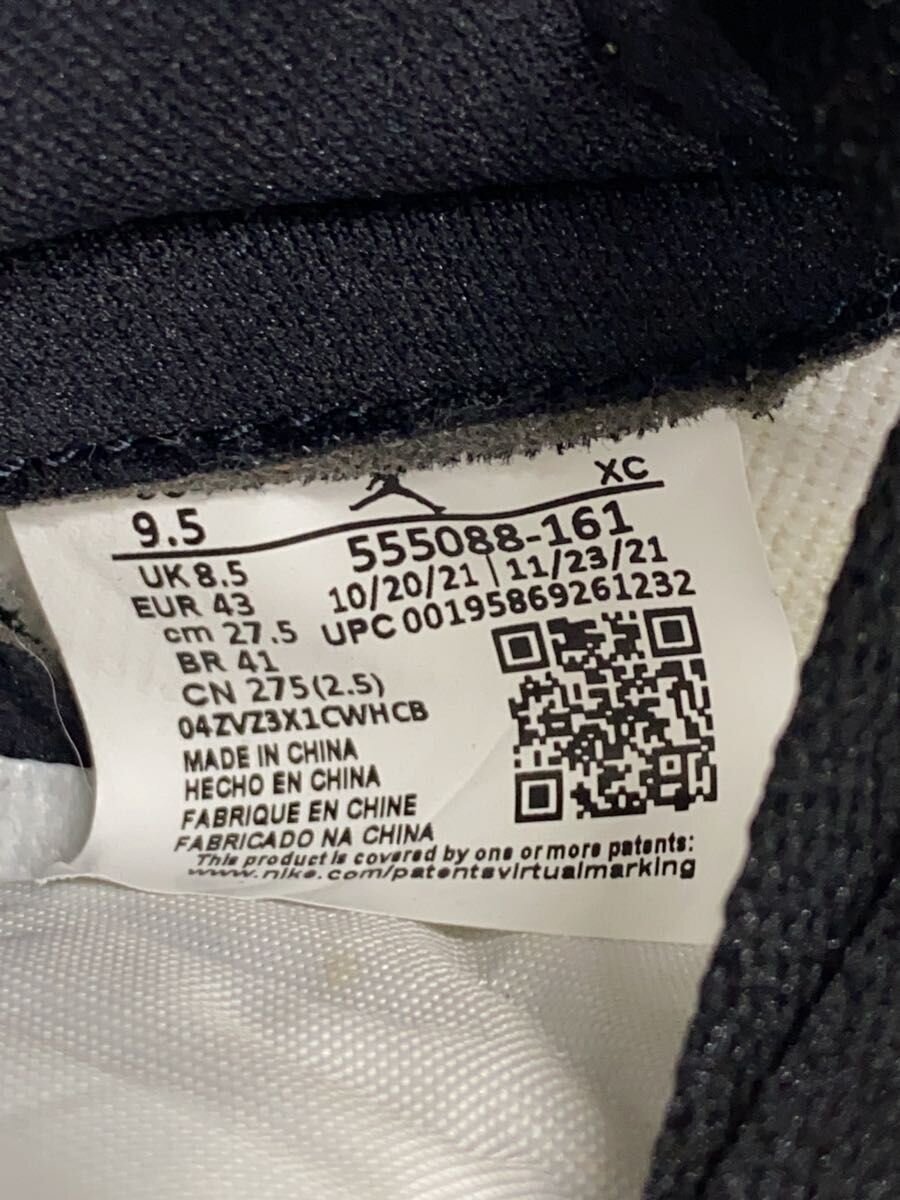 XC
9.5
555088-161
UK 8.5
10/20/21 | 11/23/21
EUR 43
UPC 00195869261232
cm 27.5
BR 41
CN 275(2.5)
04ZVZ3X1CWHCB
MADE IN CHINA
HECHO EN CHINA
FABRIQUE EN CHINE
FABRICADO NA CHINA
This product is covered by one or more patents:
www.nike.com/patentsvirtualmarking